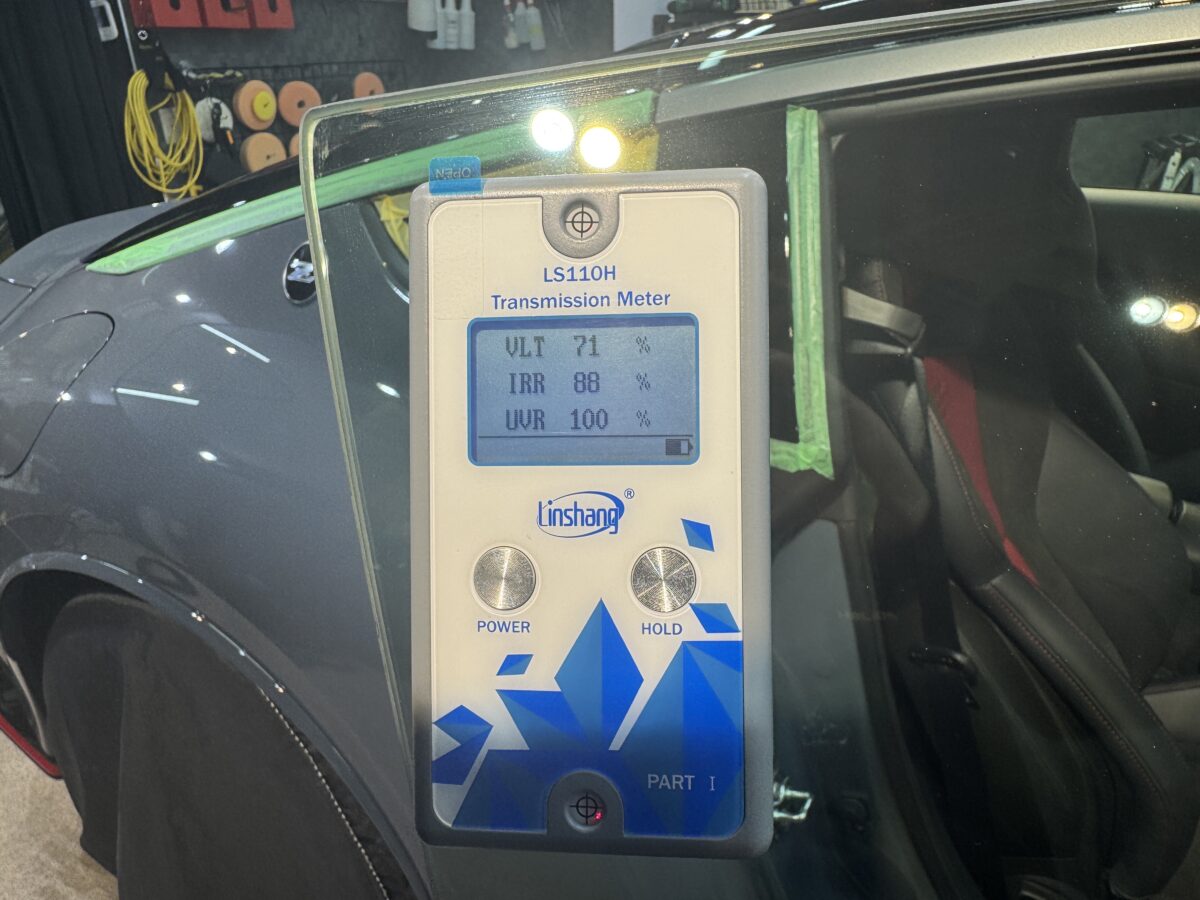 OPEN
LS110H
Transmission Meter
VLT 71 %
IRR 88 %
UVR 100 %
Linshang®
POWER HOLD
PART I